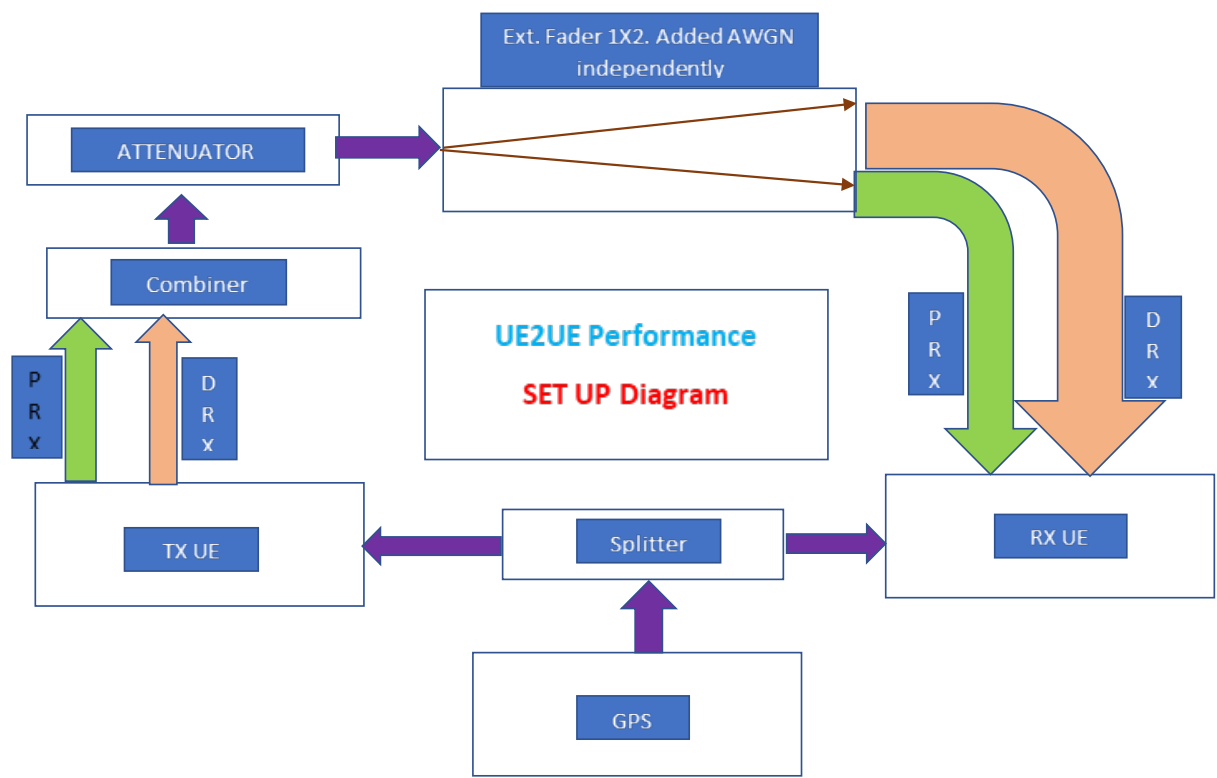 Ext. Fader 1X2. Added AWGN
independently
ATTENUATOR
Combiner
UE2UE Performance
SET UP Diagram
P
R
X
D
R
X
P
R
X
D
R
X
TX UE
Splitter
RX UE
GPS